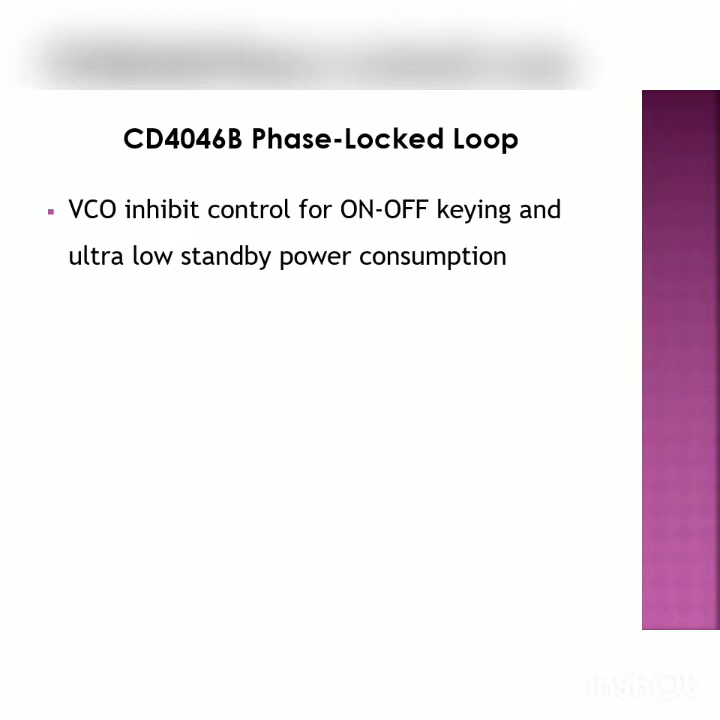 CD4046B Phase-Locked Loop
VCO inhibit control for ON-OFF keying and
ultra low standby power consumption